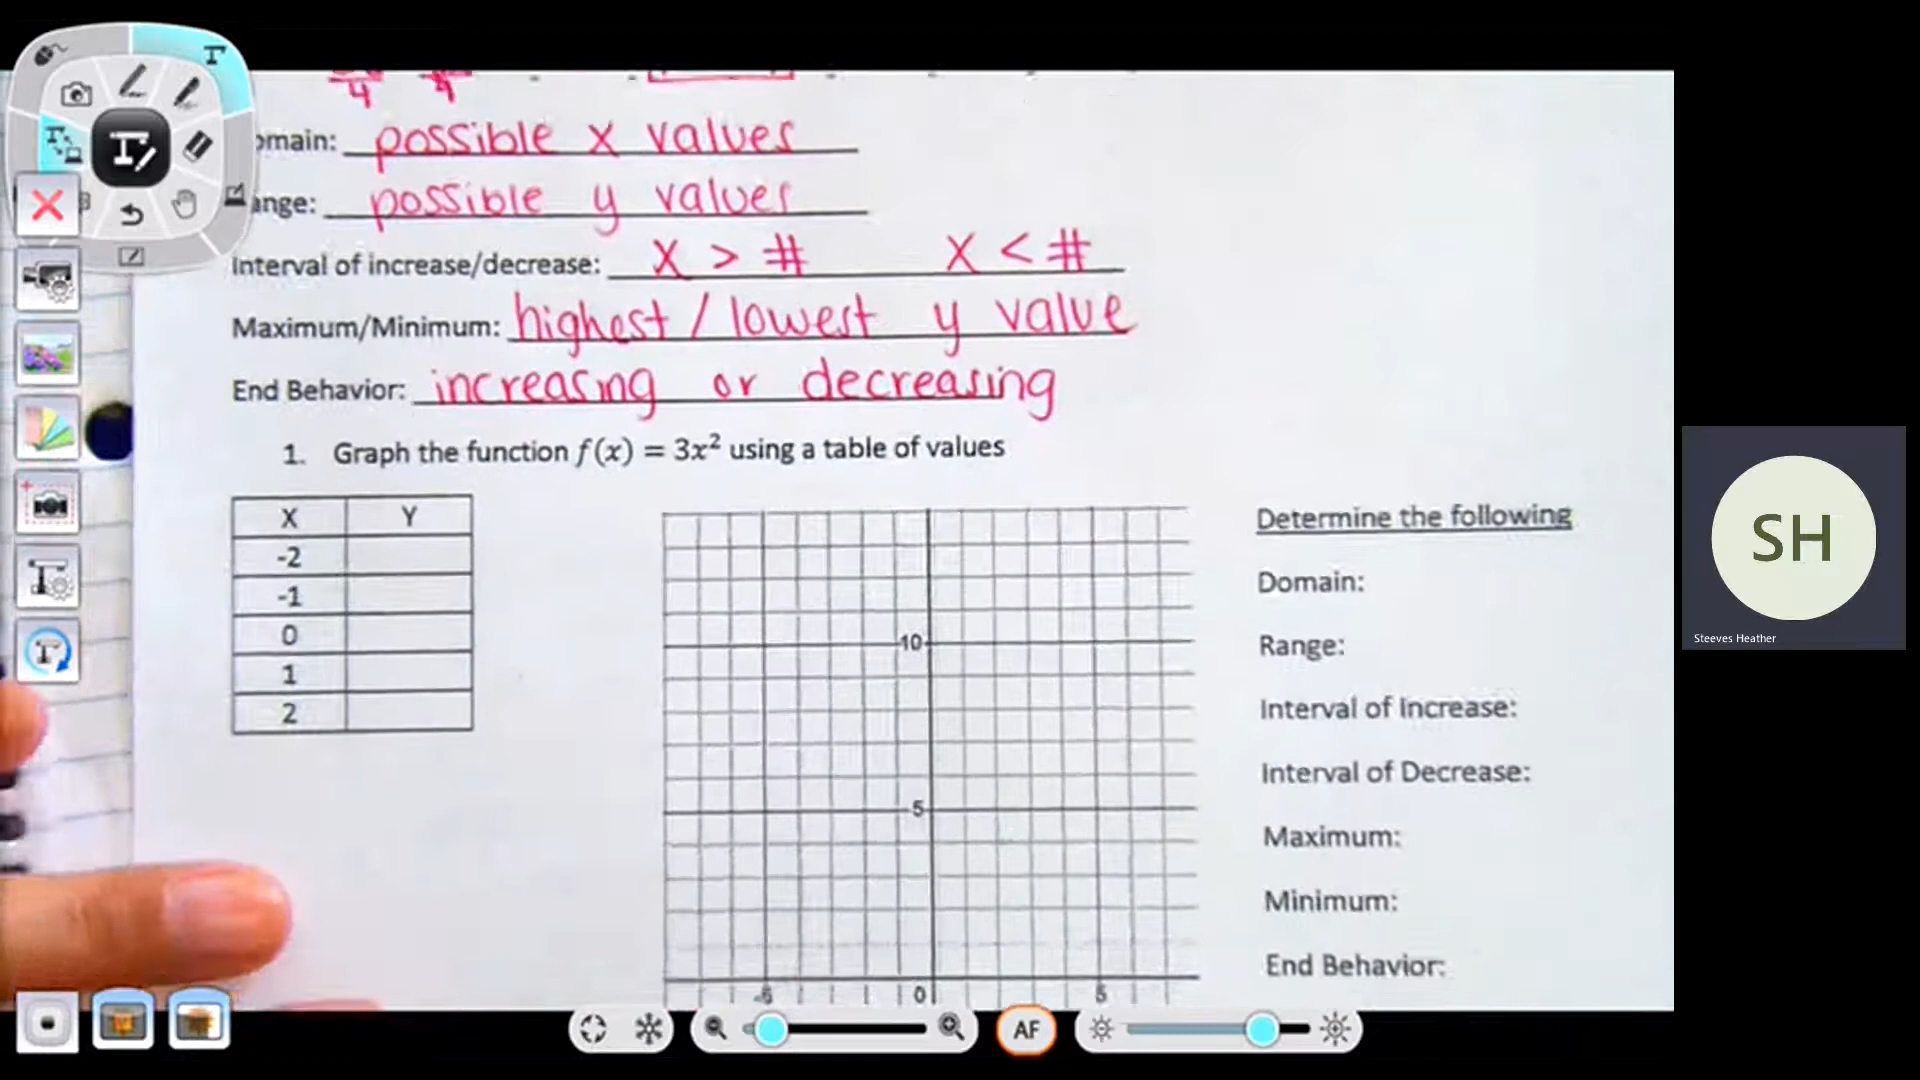 4 4
omain: possible x values
ange: possible y values
Interval of increase/decrease: x > # x < #
Maximum/Minimum: highest / lowest y value
End Behavior: increasing or decreasing
1. Graph the function f(x) = 3x² using a table of values
X Y
-2
-1
0
1
2
10
5
0 5
Determine the following
Domain:
Range:
Interval of Increase:
Interval of Decrease:
Maximum:
Minimum:
End Behavior:
SH
Steeves Heather
AF